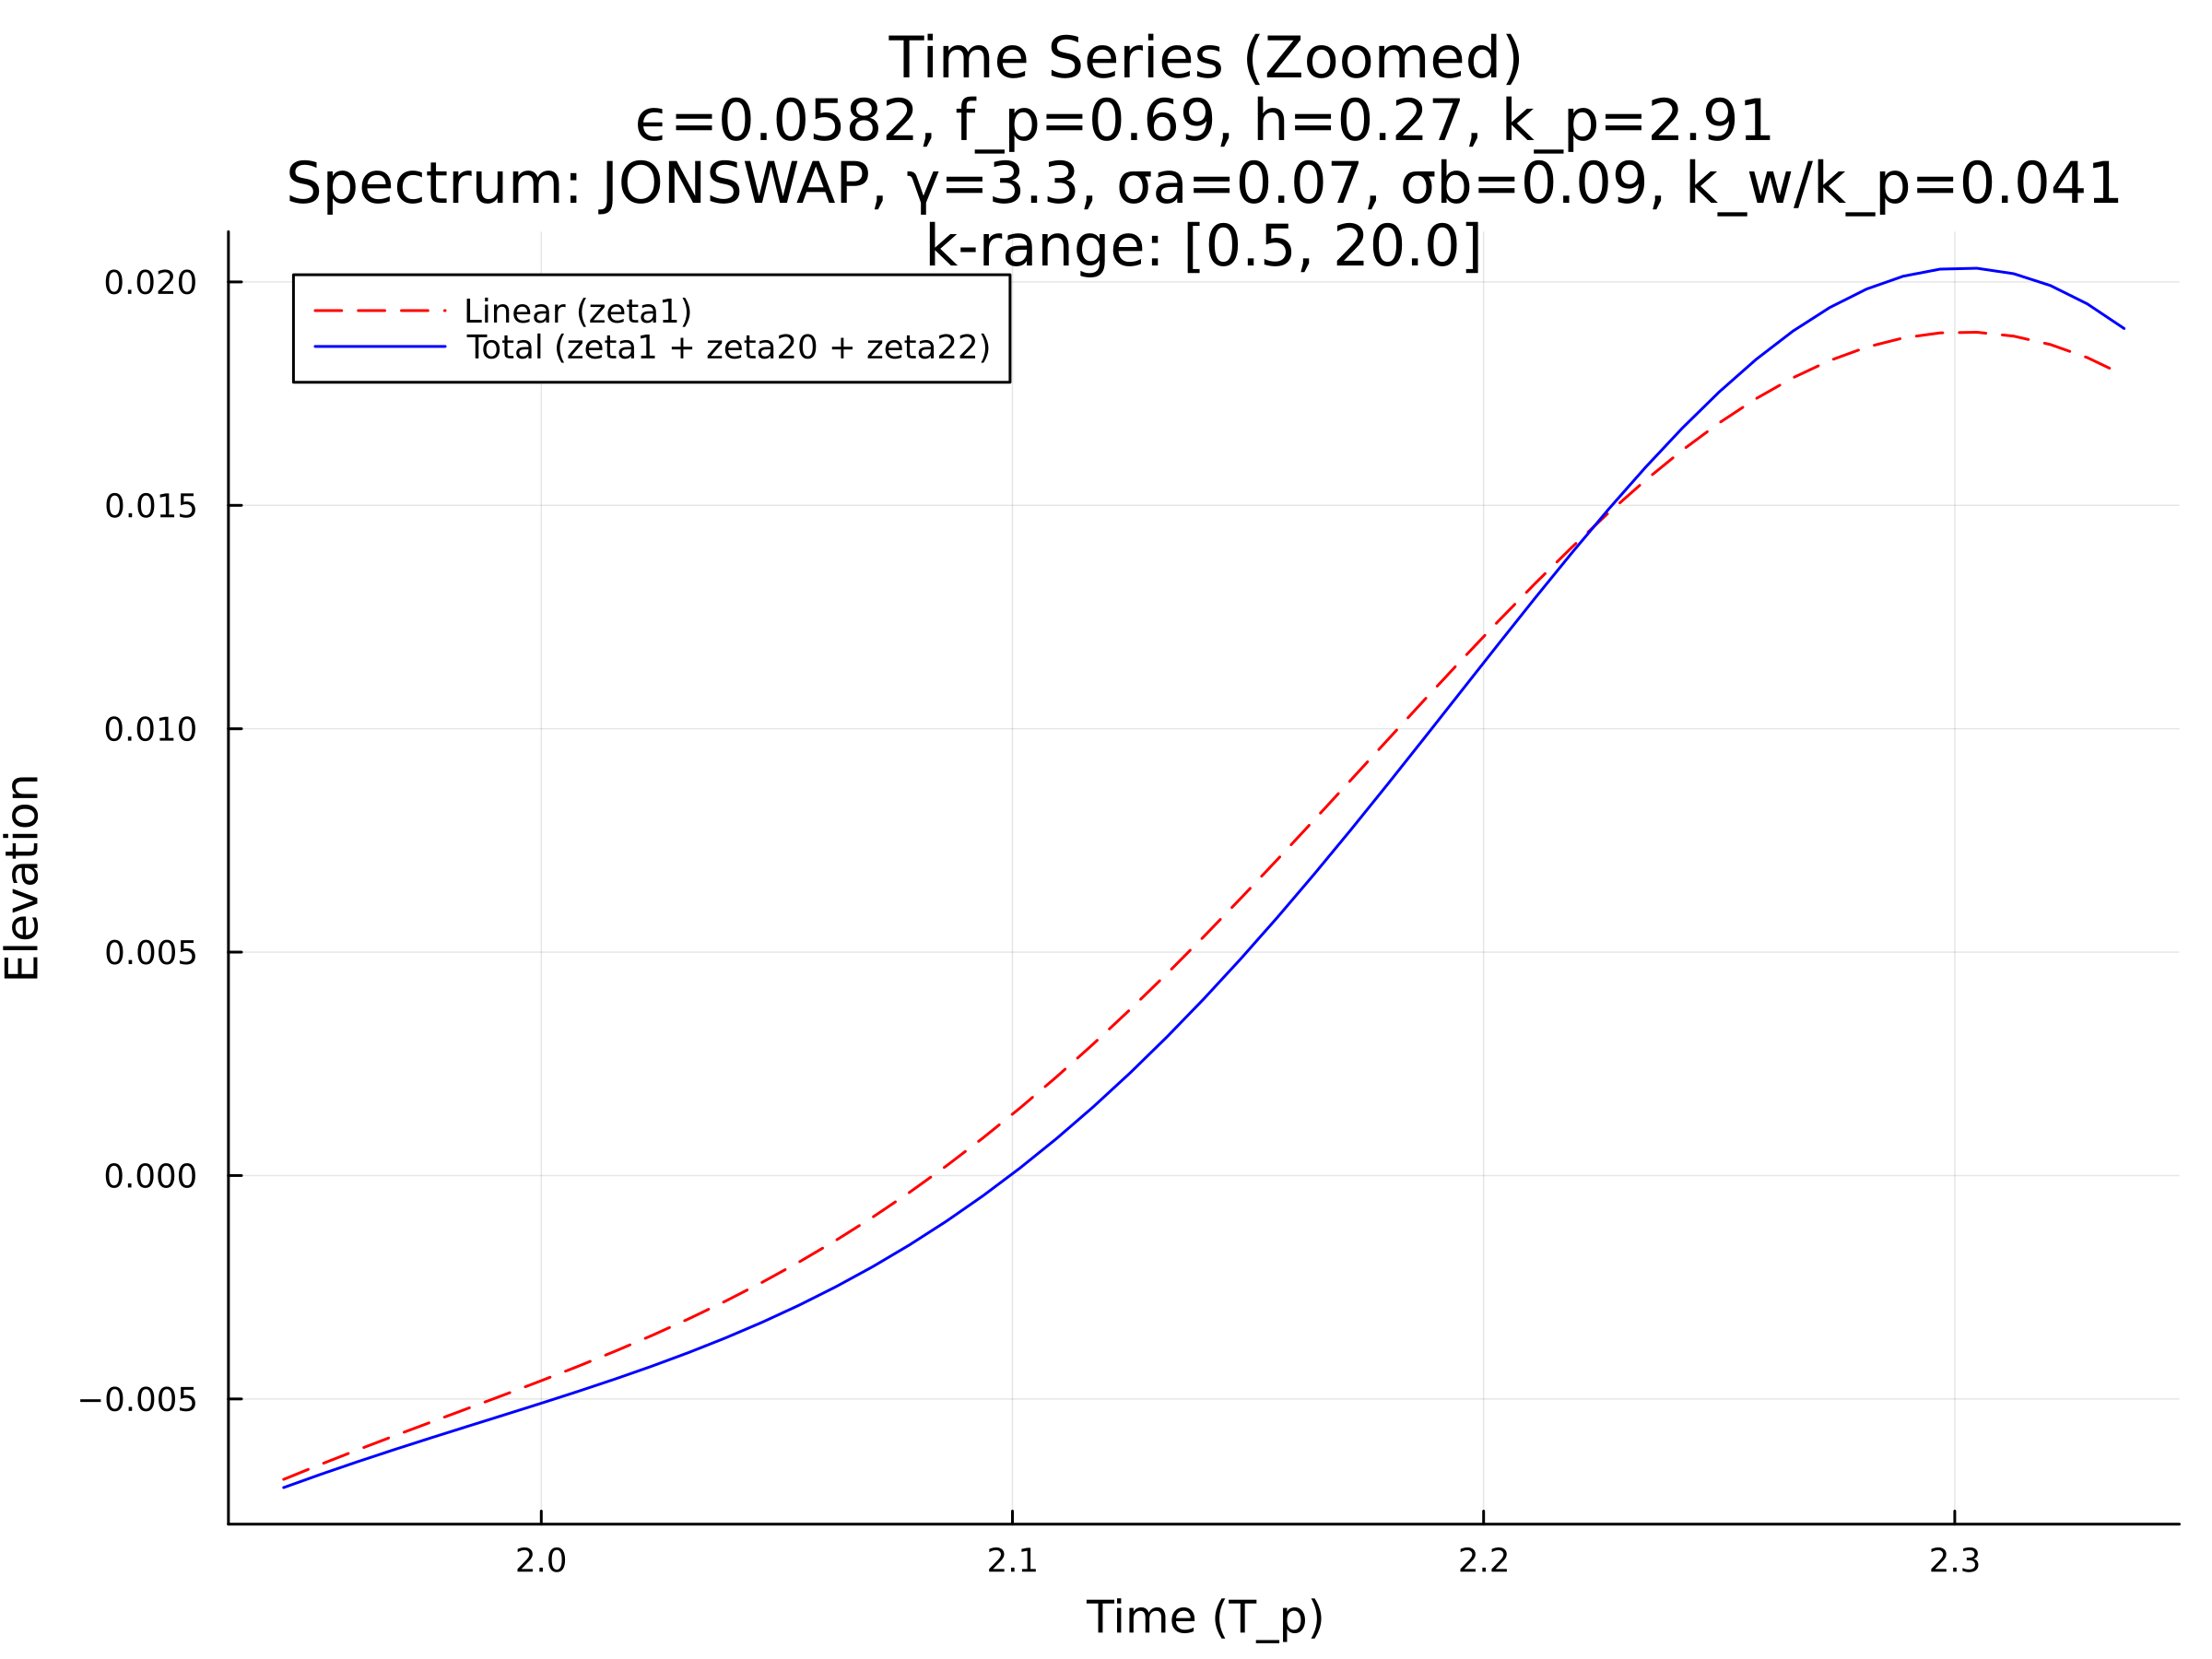 Time Series (Zoomed)
ϵ=0.0582, f_p=0.69, h=0.27, k_p=2.91
Spectrum: JONSWAP, γ=3.3, σa=0.07, σb=0.09, k_w/k_p=0.041
k-range: [0.5, 20.0]
Linear (zeta1)
Total (zeta1 + zeta20 + zeta22)
0.020
0.015
0.010
0.005
0.000
−0.005
Elevation
2.0 2.1 2.2 2.3
Time (T_p)